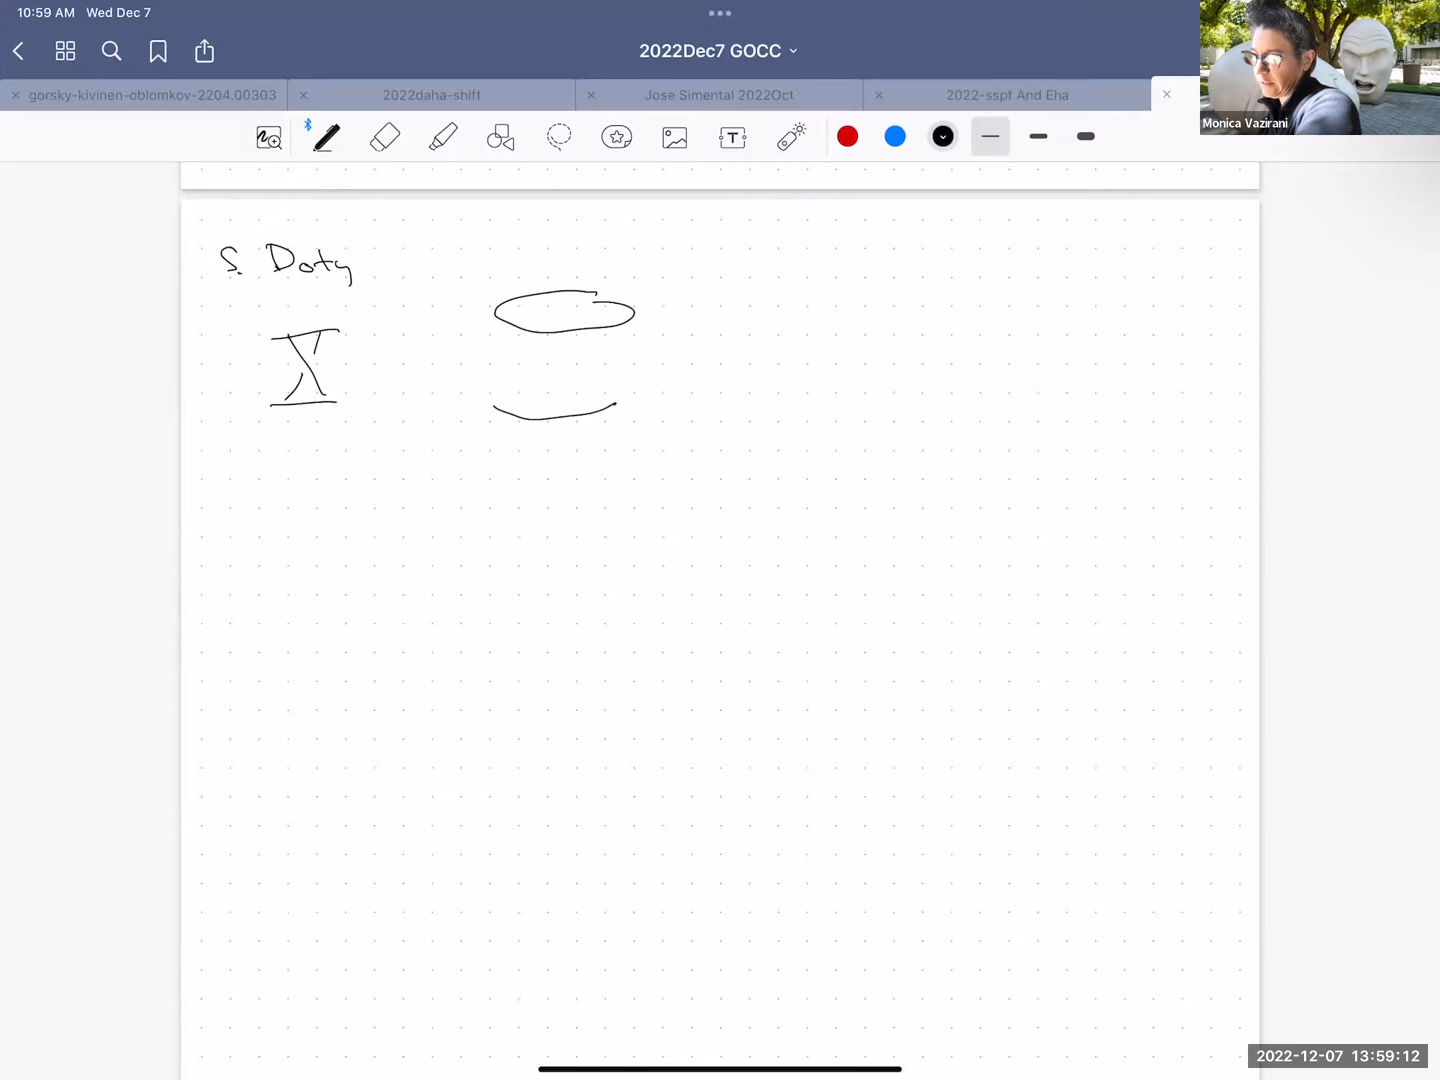 10:59 AM Wed Dec 7
2022Dec7 GOCC
gorsky-kivinen-oblomkov-2204.00303
2022daha-shift
Jose Simental 2022Oct
2022-sspf And Eha
Monica Vazirani
T
S. Doty
2022-12-07 13:59:12